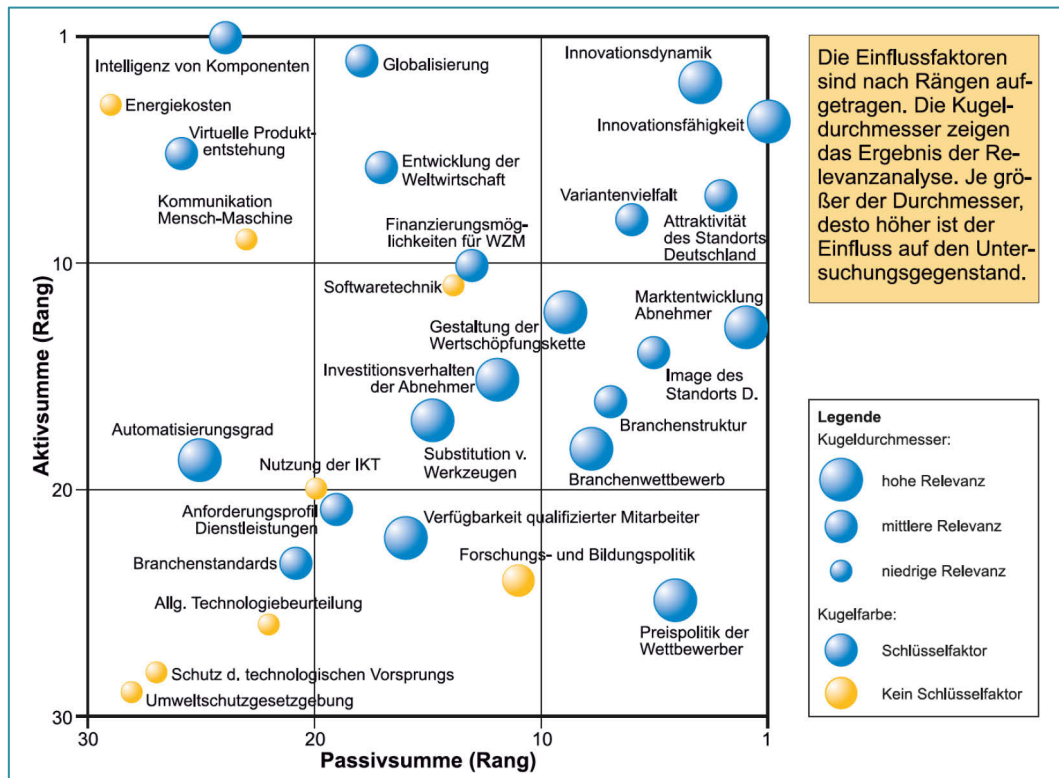 1
Intelligenz von Komponenten
Energiekosten
Virtuelle Produkt-
entstehung
Kommunikation
Mensch-Maschine
Globalisierung
Entwicklung der
Weltwirtschaft
Finanzierungsmög-
lichkeiten für WZM
Innovationsdynamik
Innovationsfähigkeit
Variantenvielfalt
Attraktivität
des Standorts
Deutschland
10
Softwaretechnik
Gestaltung der
Wertschöpfungskette
Investitionsverhalten
der Abnehmer
Marktentwicklung
Abnehmer
Image des
Standorts D.
Branchenstruktur
Automatisierungsgrad
Substitution v.
Werkzeugen
Branchenwettbewerb
Nutzung der IKT
20
Anforderungsprofil
Dienstleistungen
Verfügbarkeit qualifizierter Mitarbeiter
Branchenstandards
Forschungs- und Bildungspolitik
Allg. Technologiebeurteilung
Preispolitik der
Wettbewerber
Schutz d. technologischen Vorsprungs
Umweltschutzgesetzgebung
30
Aktivsumme (Rang)
30
20
10
1
Passivsumme (Rang)
Die Einflussfaktoren
sind nach Rängen auf-
getragen. Die Kugel-
durchmesser zeigen
das Ergebnis der Re-
levanzanalyse. Je grö-
ßer der Durchmesser,
desto höher ist der
Einfluss auf den Unter-
suchungsgegenstand.
Legende
Kugeldurchmesser:
hohe Relevanz
mittlere Relevanz
niedrige Relevanz
Kugelfarbe:
Schlüsselfaktor
Kein Schlüsselfaktor